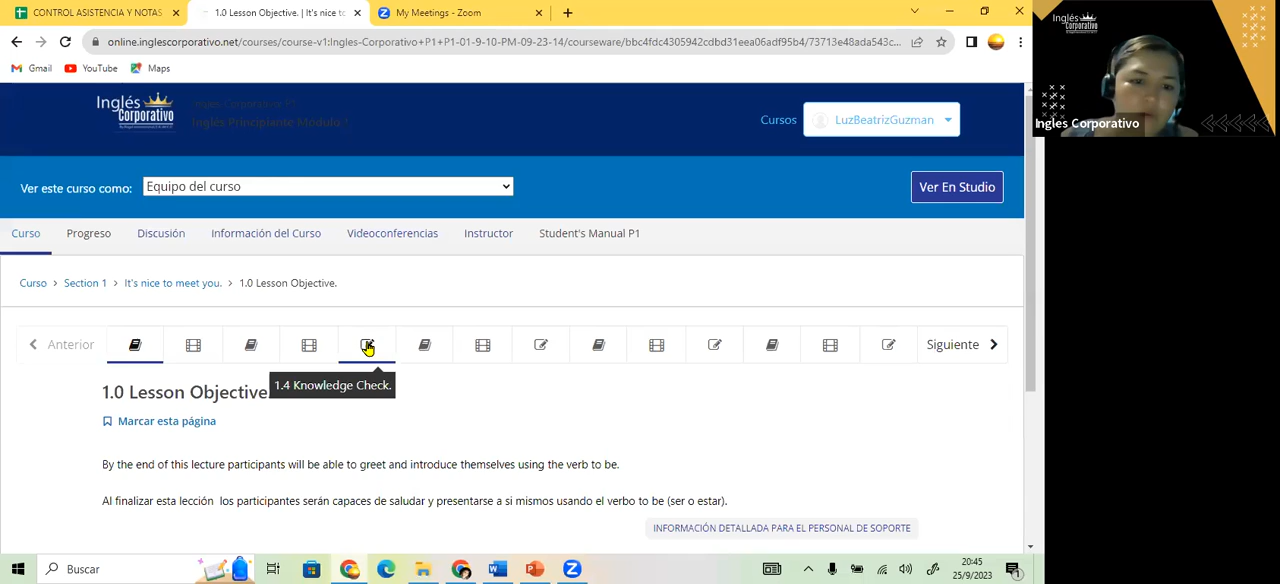 CONTROL ASISTENCIA Y NOTAS
1.0 Lesson Objective. | It's nice to
My Meetings - Zoom
online.inglescorporativo.net/courses/course-v1:Ingles-Corporativo+P1+P1-01-9-10-PM-09-23-14/courseware/bbc4fdc4305942cdbd31eea06adf95b4/73713e48ada543c...
Gmail
YouTube
Maps
Inglés
Corporativo
Ingles Corporativo P1
Inglés Principiante Módulo 1
Cursos
LuzBeatrizGuzman
Ver este curso como:
Equipo del curso
Ver En Studio
Curso
Progreso
Discusión
Información del Curso
Videoconferencias
Instructor
Student's Manual P1
Curso > Section 1 > It's nice to meet you. > 1.0 Lesson Objective.
Anterior
Siguiente
1.4 Knowledge Check.
1.0 Lesson Objective
Marcar esta página
By the end of this lecture participants will be able to greet and introduce themselves using the verb to be.
Al finalizar esta lección los participantes serán capaces de saludar y presentarse a si mismos usando el verbo to be (ser o estar).
INFORMACIÓN DETALLADA PARA EL PERSONAL DE SOPORTE
Buscar
20:45
25/9/2023
Inglés
Corporativo
Ingles Corporativo